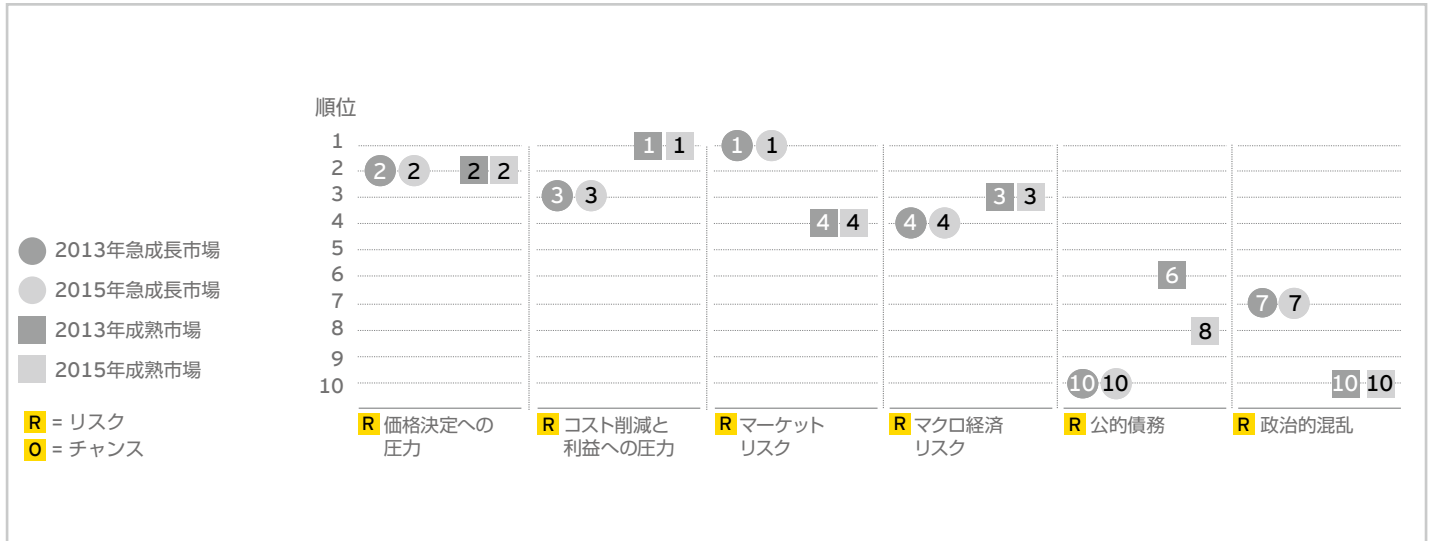 順位
1
2
3
4
5
6
7
8
9
10
2 2 2 2
3 3 1 1
1 1 4 4
4 4 3 3
10 10 6 8
7 7 10 10
2013年急成長市場
2015年急成長市場
2013年成熟市場
2015年成熟市場
R = リスク
O = チャンス
R 価格決定への
圧力
R コスト削減と
利益への圧力
R マーケット
リスク
R マクロ経済
リスク
R 公的債務
R 政治的混乱